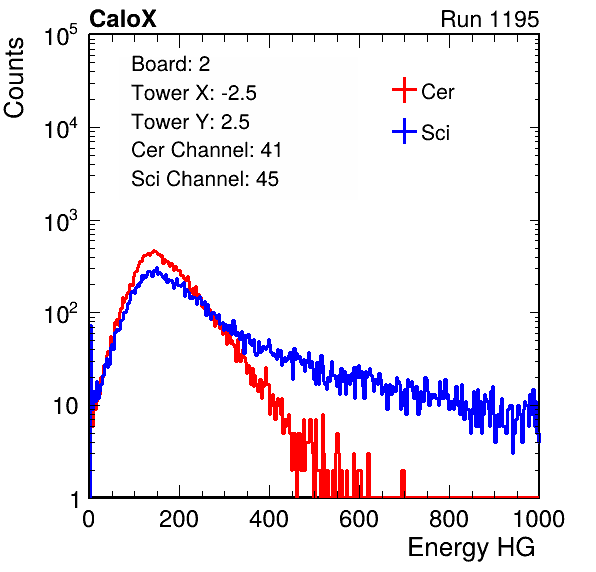 CaloX Run 1195
Counts
10^5
10^4
10^3
10^2
10
1
Board: 2
Tower X: -2.5
Tower Y: 2.5
Cer Channel: 41
Sci Channel: 45
Cer
Sci
0 200 400 600 800 1000
Energy HG